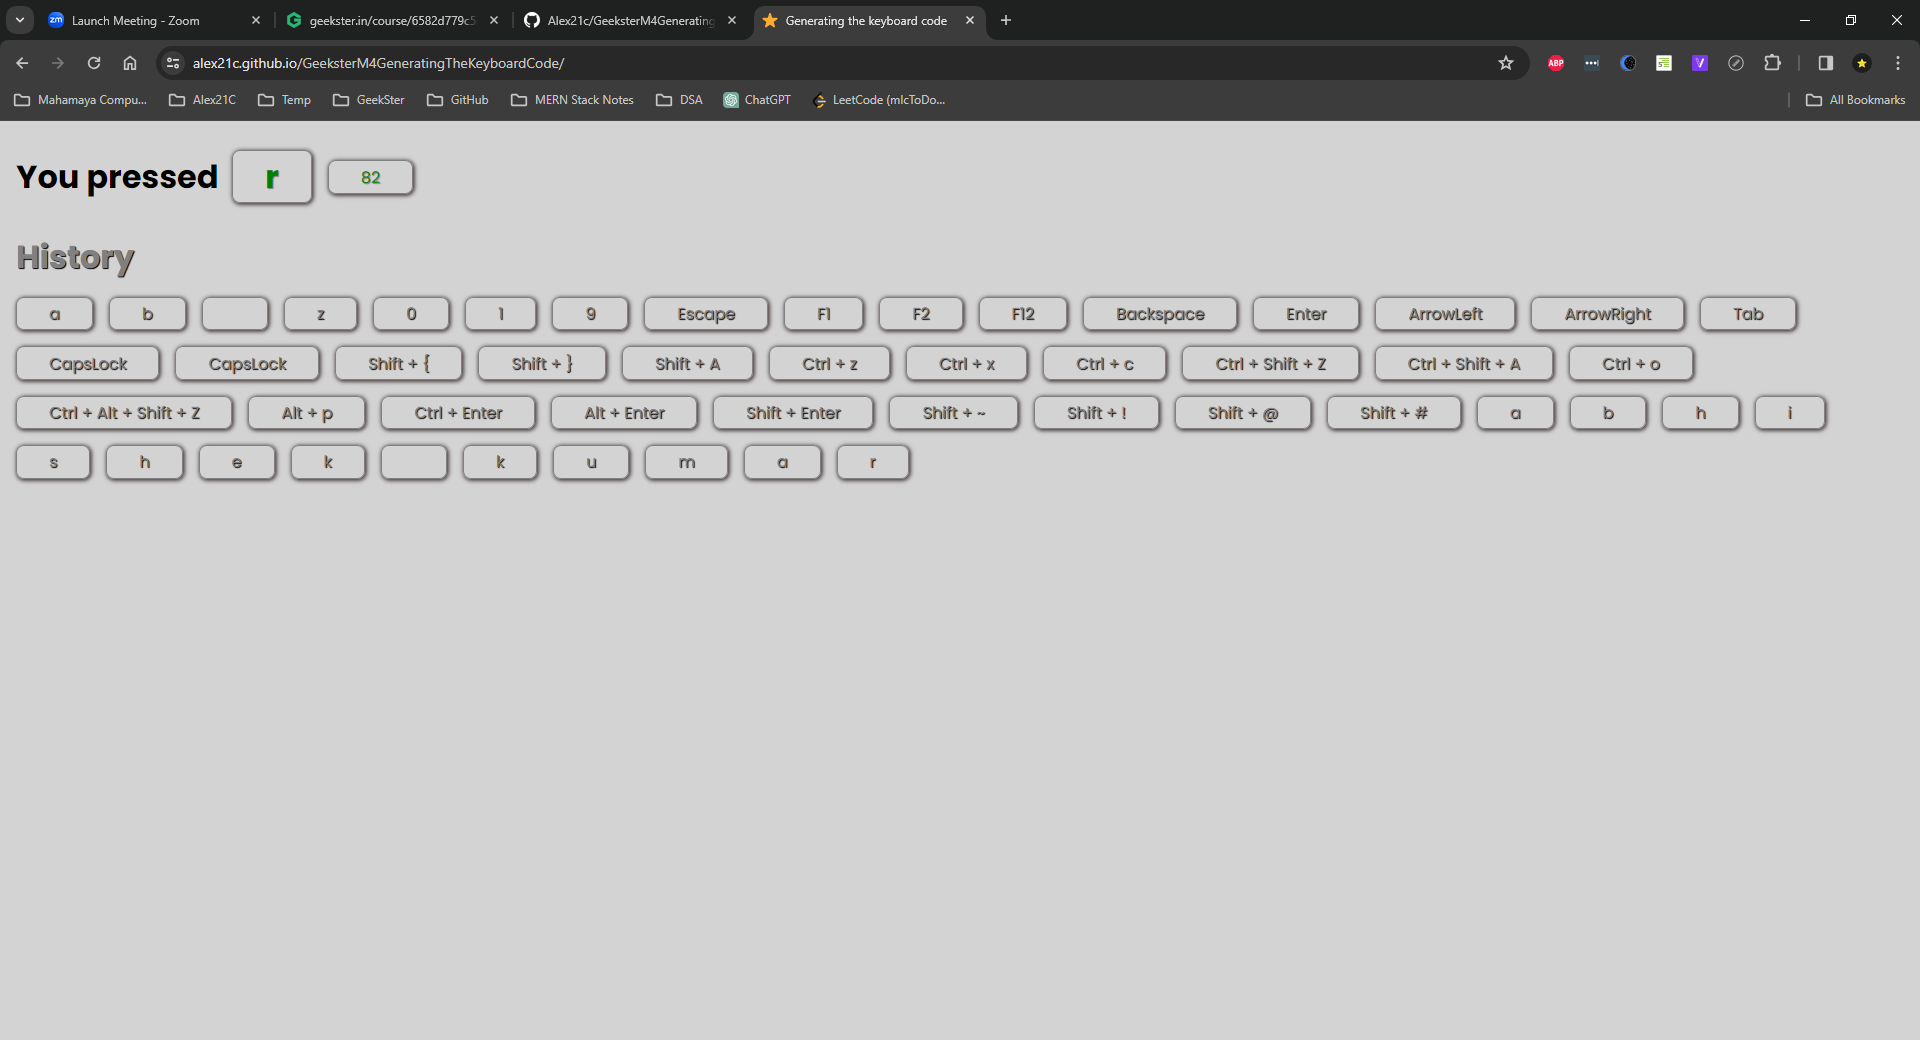 Launch Meeting - Zoom
geekster.in/course/6582d779c5
Alex21c/GeeksterM4Generating
Generating the keyboard code
alex21c.github.io/GeeksterM4GeneratingTheKeyboardCode/
Mahamaya Compu... Alex21C Temp GeekSter GitHub MERN Stack Notes DSA ChatGPT LeetCode (mIcToDo... All Bookmarks
You pressed r 82
History
a b z 0 1 9 Escape F1 F2 F12 Backspace Enter ArrowLeft ArrowRight Tab
CapsLock CapsLock Shift + { Shift + } Shift + A Ctrl + z Ctrl + x Ctrl + c Ctrl + Shift + Z Ctrl + Shift + A Ctrl + o
Ctrl + Alt + Shift + Z Alt + p Ctrl + Enter Alt + Enter Shift + Enter Shift + ~ Shift + ! Shift + @ Shift + # a b h i
s h e k k u m a r